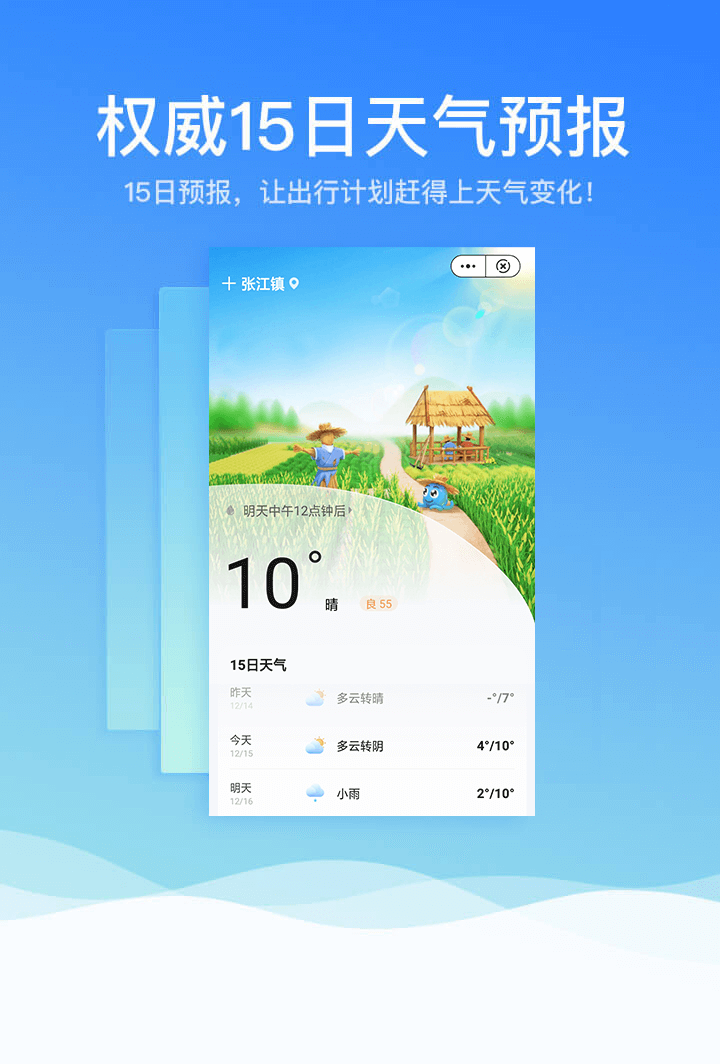 权威15日天气预报
15日预报，让出行计划赶得上天气变化！
张江镇
明天中午12点钟后
10°
晴
良 55
15日天气
昨天
多云转晴
-°/7°
12/14
今天
多云转阴
4°/10°
12/15
明天
小雨
2°/10°
12/16